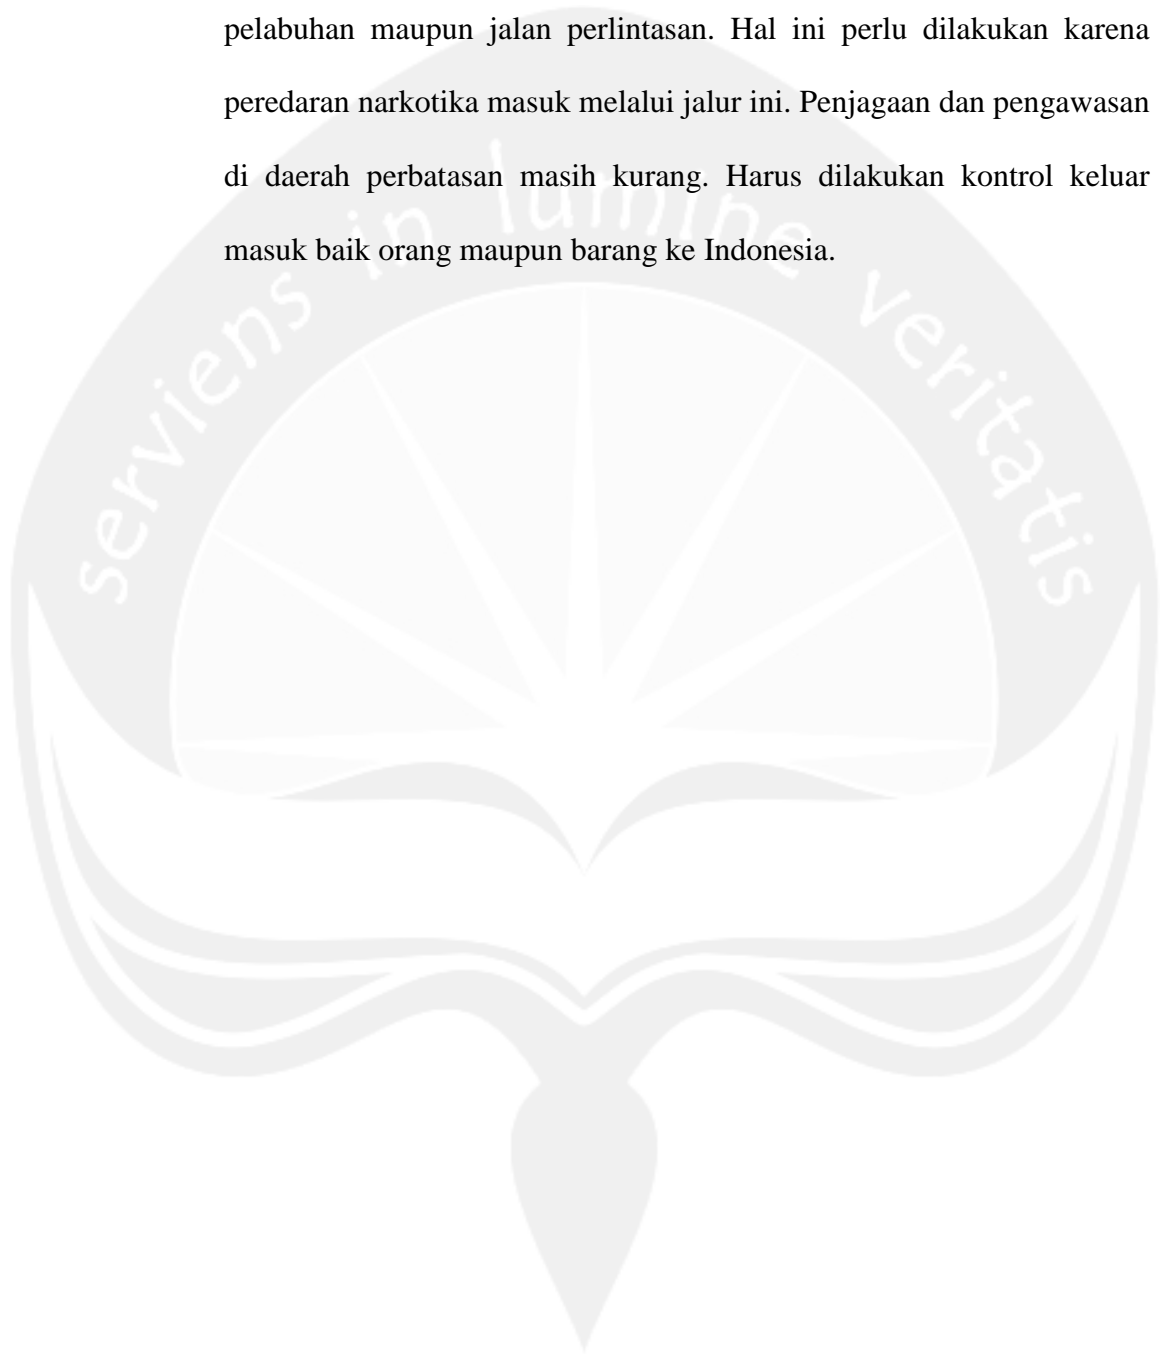 pelabuhan maupun jalan perlintasan. Hal ini perlu dilakukan karena
peredaran narkotika masuk melalui jalur ini. Penjagaan dan pengawasan
di daerah perbatasan masih kurang. Harus dilakukan kontrol keluar
masuk baik orang maupun barang ke Indonesia.
serviens in lumine veritatis